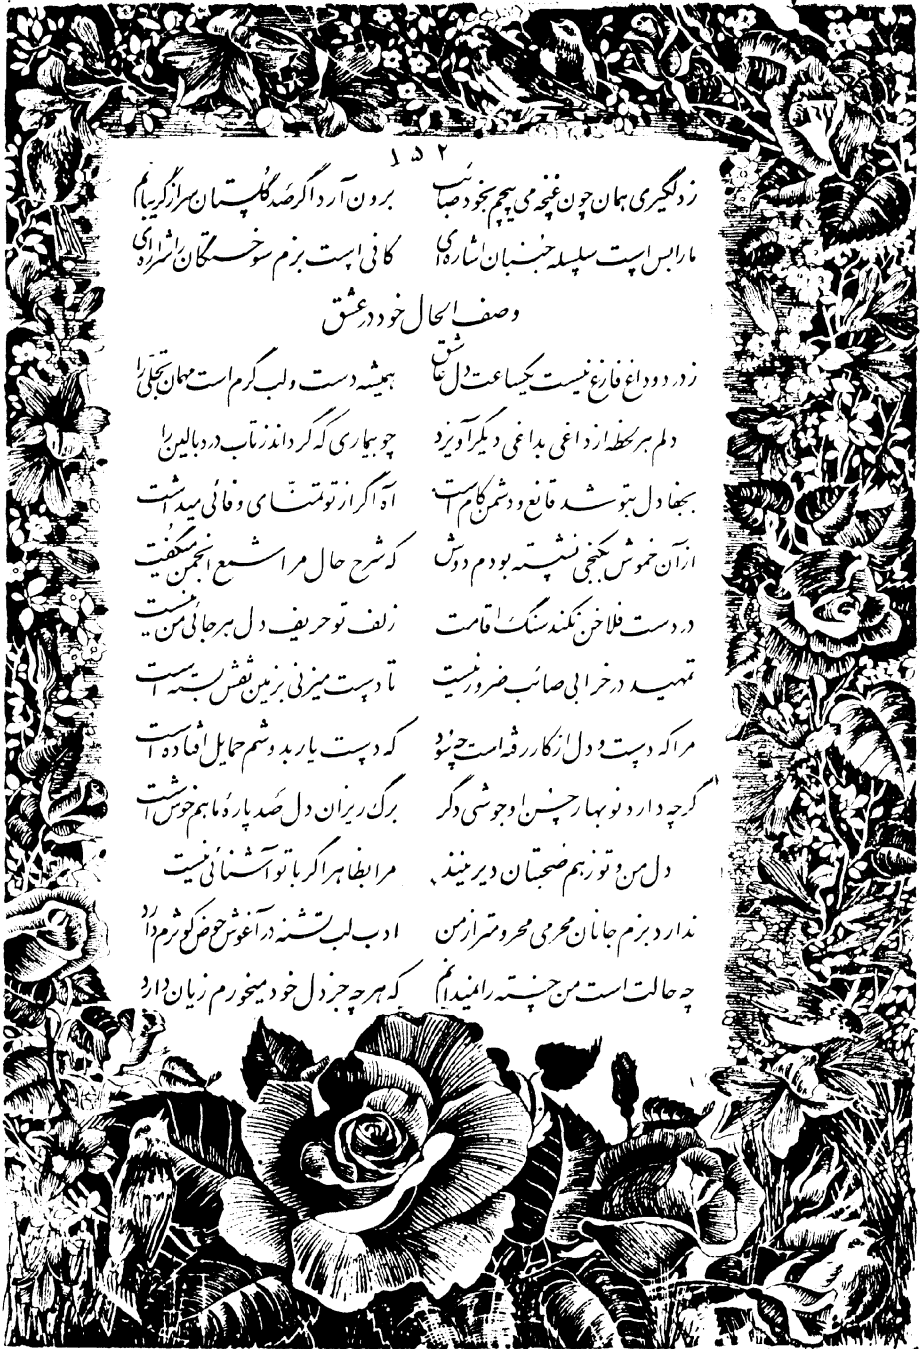 ۱۵۲
ز دلگیری همان چون غنچه می پیچم بخود صائب برون آرد اگر صد گلستان سر از گریبانم
ما را بس است سلسله جنبان اشاره ای کافی است بزم سوختگان را شراره ای
وصف الحال خود در عشق
ز درد و داغ فارغ نیست یکساعت دل عاشق همیشه دست و لب گرم است مهمان تجلی را
دلم هر لحظه از داغی بداغی دیگر آویزد چو بیماری که گرداند ز تاب درد بالین را
بجفا دل بتو شد قانع و دشمن کام است آه اگر از تو تمنای وفائی میداشت
از آن خموش بکنجی نشسته بودم دوش که شرح حال مرا شمع انجمن میگفت
در دست فلاخن نکند سنگ اقامت زلف تو حریف دل هر جائی من نیست
تمهید در خرابی صائب ضرور نیست تا دست میزنی بزمین نقش بسته است
مرا که دست و دل از کار رفته است چه سود که دست یار بدوشم حمایل افتاده است
گرچه دارد نوبهار حسن او جوشی دگر برگ ریزان دل صد پارهٔ ما هم خوش است
دل من و تو ز هم صحبتان دیرینند مرا بظاهر اگر با تو آشنائی نیست
ندارد بزم جانان محرمی محرومتر از من ادب لب تشنه در آغوش حوض کوثرم دارد
چه حالت است من خسته را نمیدانم که هر چه جز دل خود میخورم زیان دارد